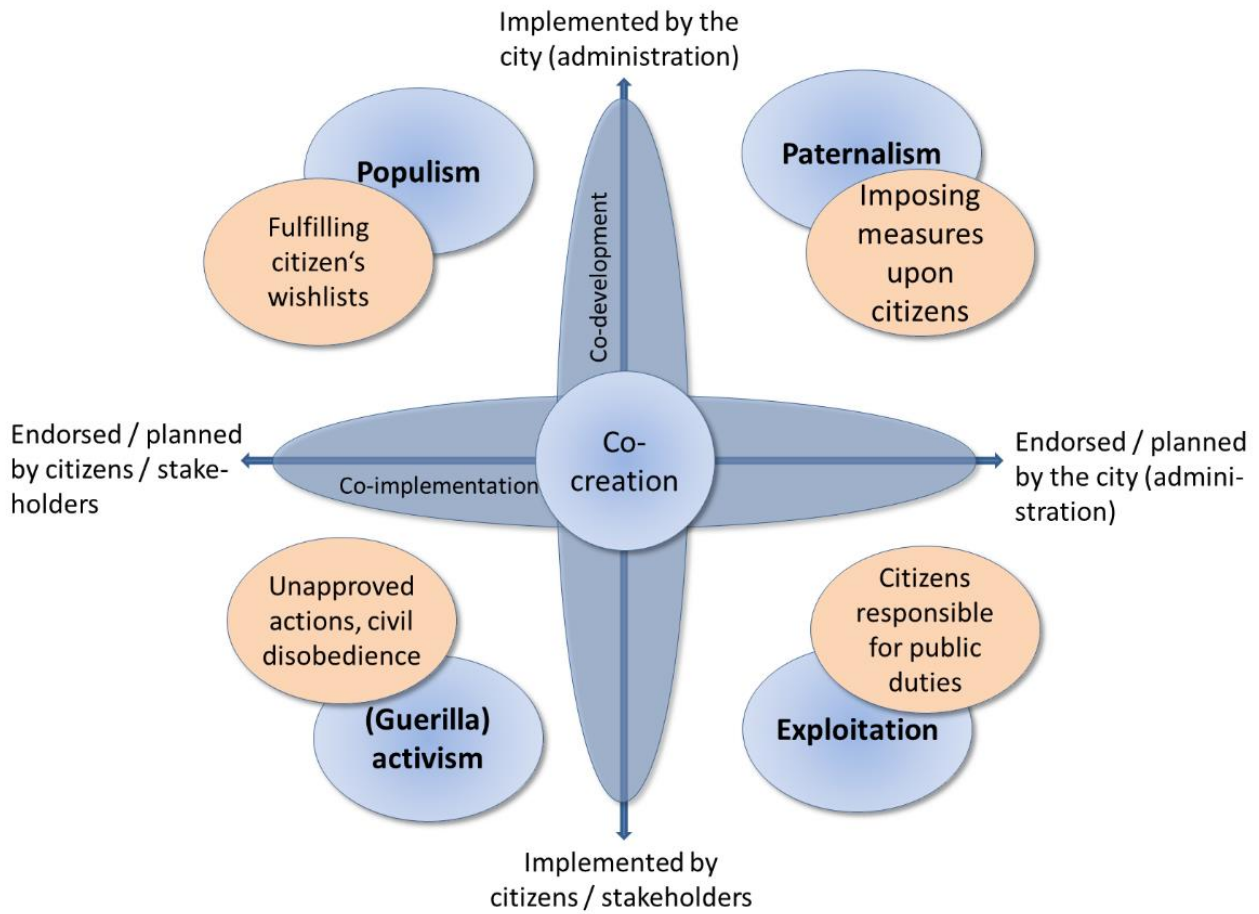 Implemented by the
city (administration)
Populism
Fulfilling
citizen‘s
wishlists
Paternalism
Imposing
measures
upon
citizens
Co-development
Endorsed / planned
by citizens / stake-
holders
Co-implementation
Co-
creation
Endorsed / planned
by the city (admini-
stration)
Unapproved
actions, civil
disobedience
(Guerilla)
activism
Citizens
responsible
for public
duties
Exploitation
Implemented by
citizens / stakeholders